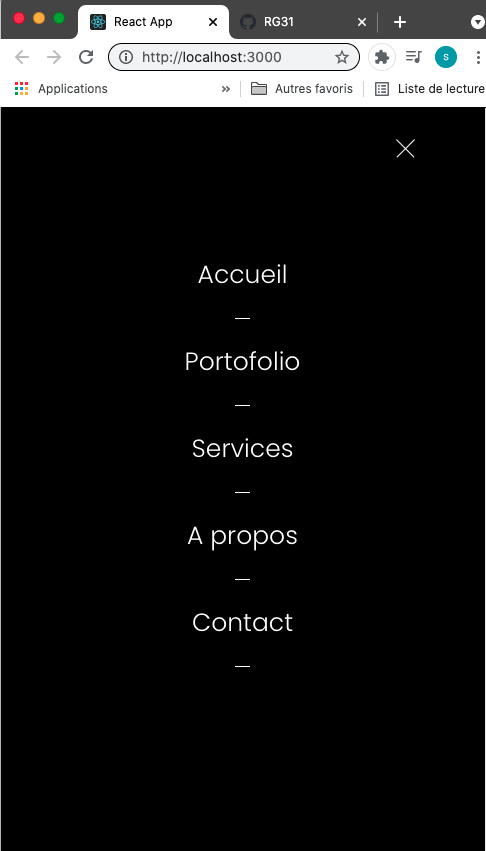 React App
RG31
http://localhost:3000
S
Applications
»
Autres favoris
Liste de lecture
Accueil
Portofolio
Services
A propos
Contact